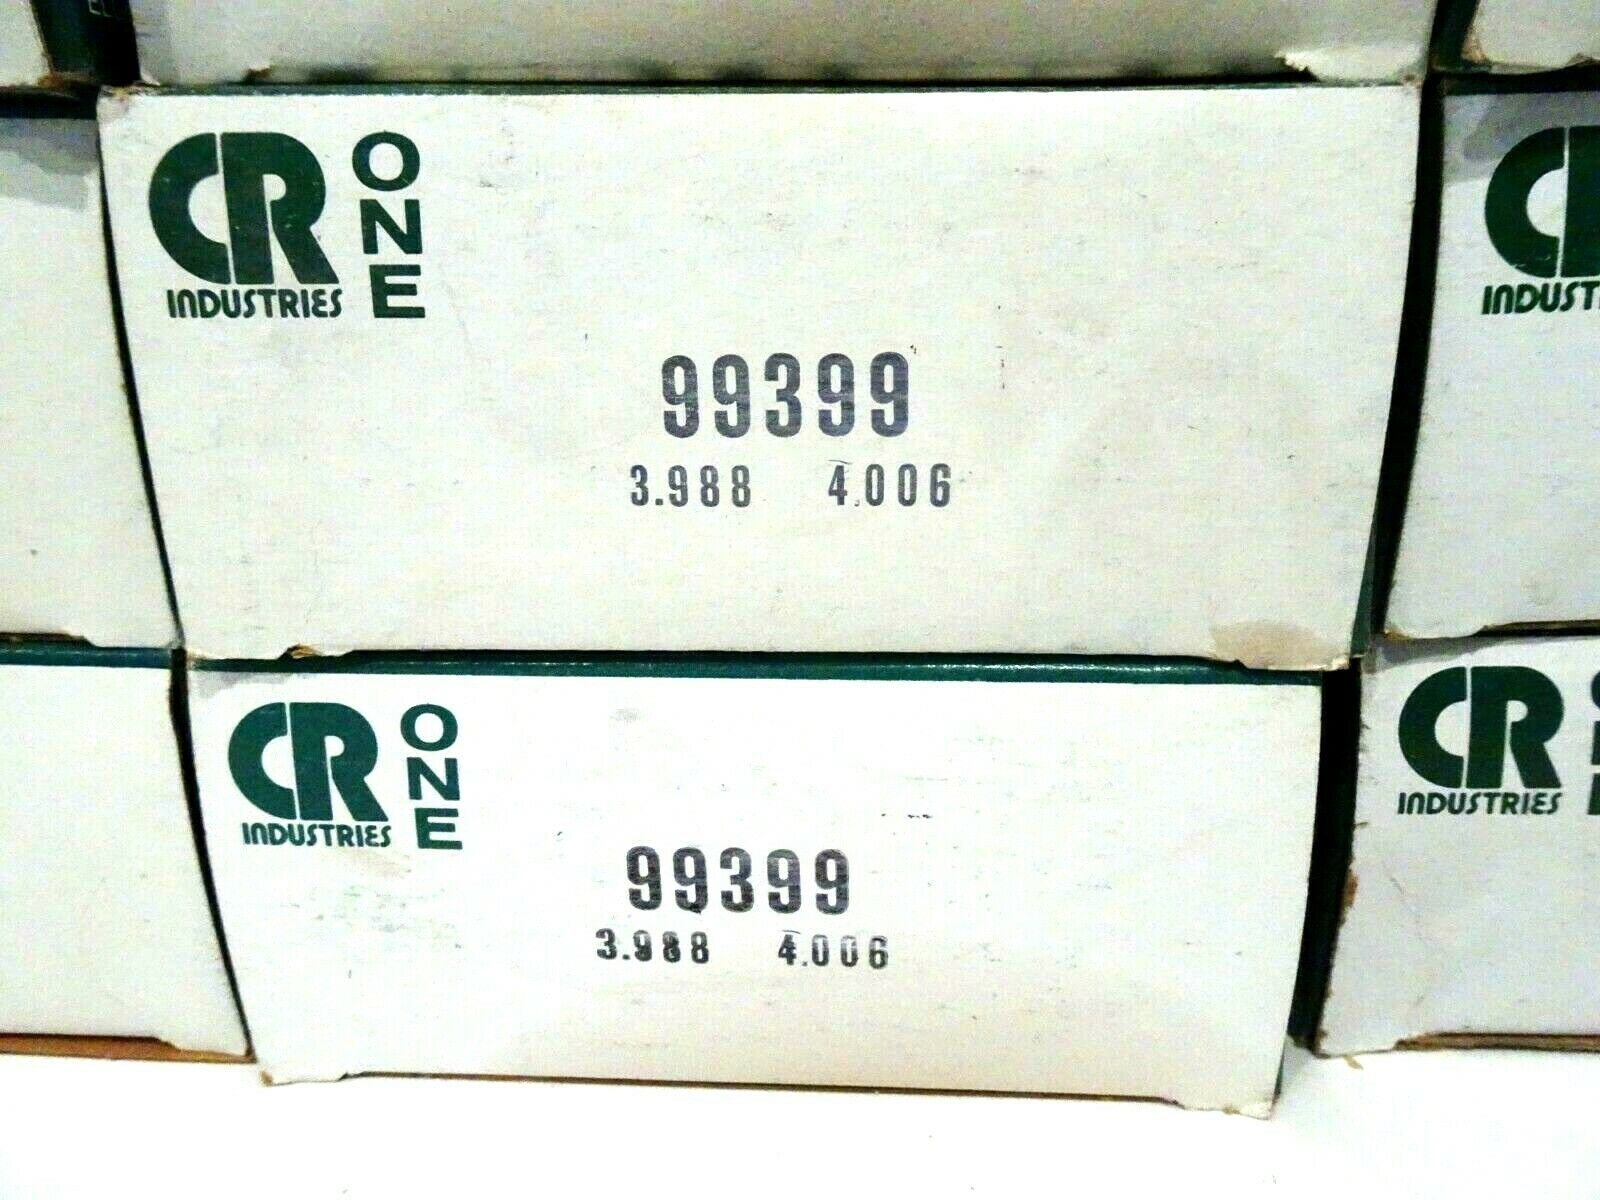 CR ONE
INDUSTRIES
99399
3.988 4.006
CR
INDUST
CR ONE
INDUSTRIES
99399
3.988 4.006
CR
INDUSTRIES